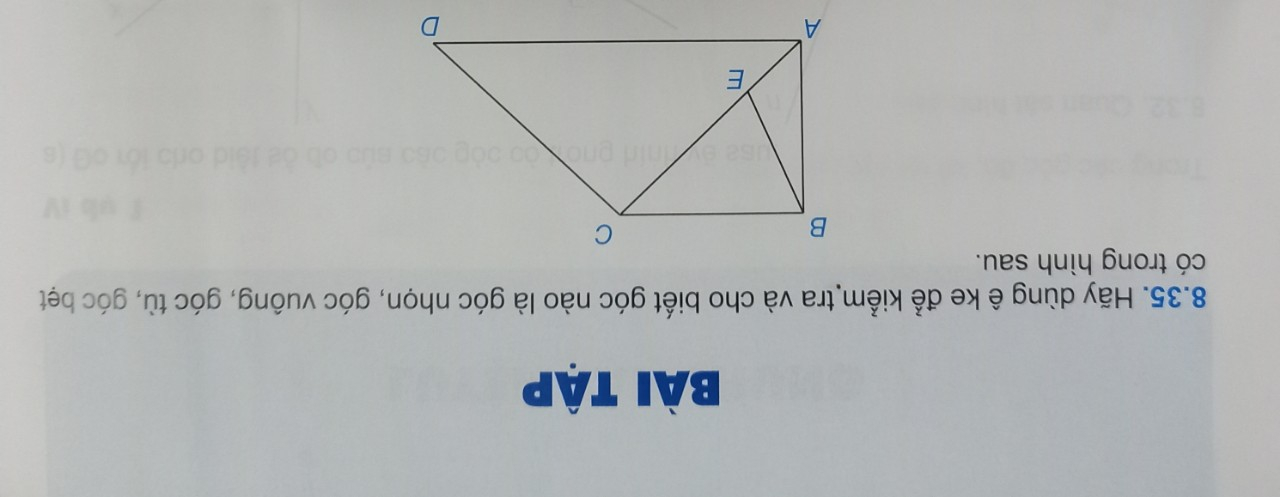 BÀI TẬP
8.35. Hãy dùng ê ke để kiểm tra và cho biết góc nào là góc nhọn, góc vuông, góc tù, góc bẹt
có trong hình sau.
B
C
E
A
D